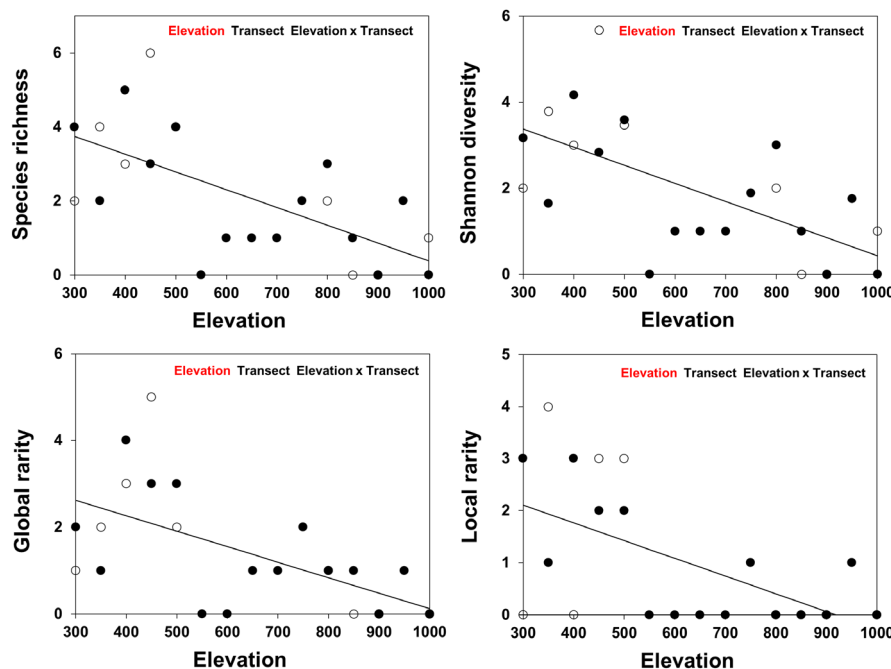 Elevation Transect Elevation x Transect
Species richness
6
4
2
0
300 400 500 600 700 800 900 1000
Elevation
Elevation Transect Elevation x Transect
Shannon diversity
6
4
2
0
300 400 500 600 700 800 900 1000
Elevation
Elevation Transect Elevation x Transect
Global rarity
6
4
2
0
300 400 500 600 700 800 900 1000
Elevation
Elevation Transect Elevation x Transect
Local rarity
5
4
3
2
1
0
300 400 500 600 700 800 900 1000
Elevation